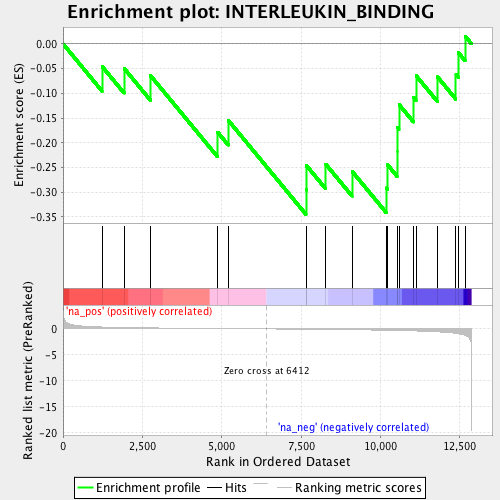 Enrichment plot: INTERLEUKIN_BINDING
Enrichment score (ES)
0.00
-0.05
-0.10
-0.15
-0.20
-0.25
-0.30
-0.35
'na_pos' (positively correlated)
Ranked list metric (PreRanked)
0
-5
-10
-15
-20
Zero cross at 6412
'na_neg' (negatively correlated)
0
2,500
5,000
7,500
10,000
12,500
Rank in Ordered Dataset
Enrichment profile
Hits
Ranking metric scores